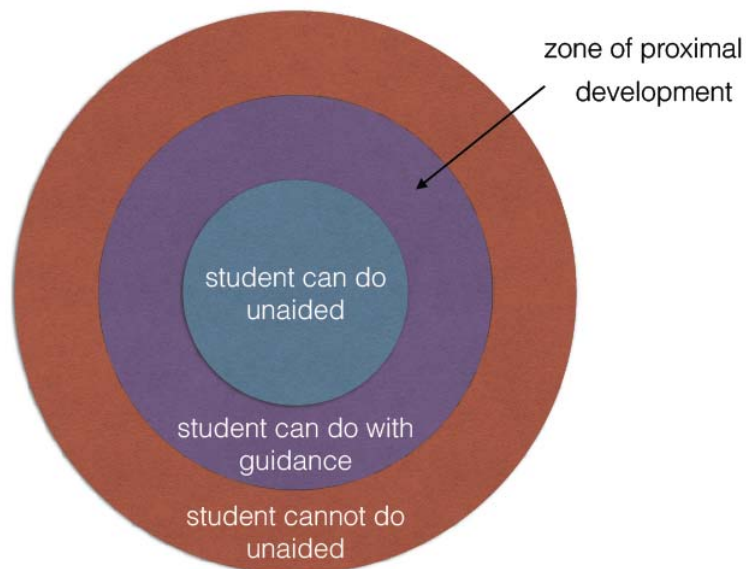 zone of proximal
development
student can do
unaided
student can do with
guidance
student cannot do
unaided